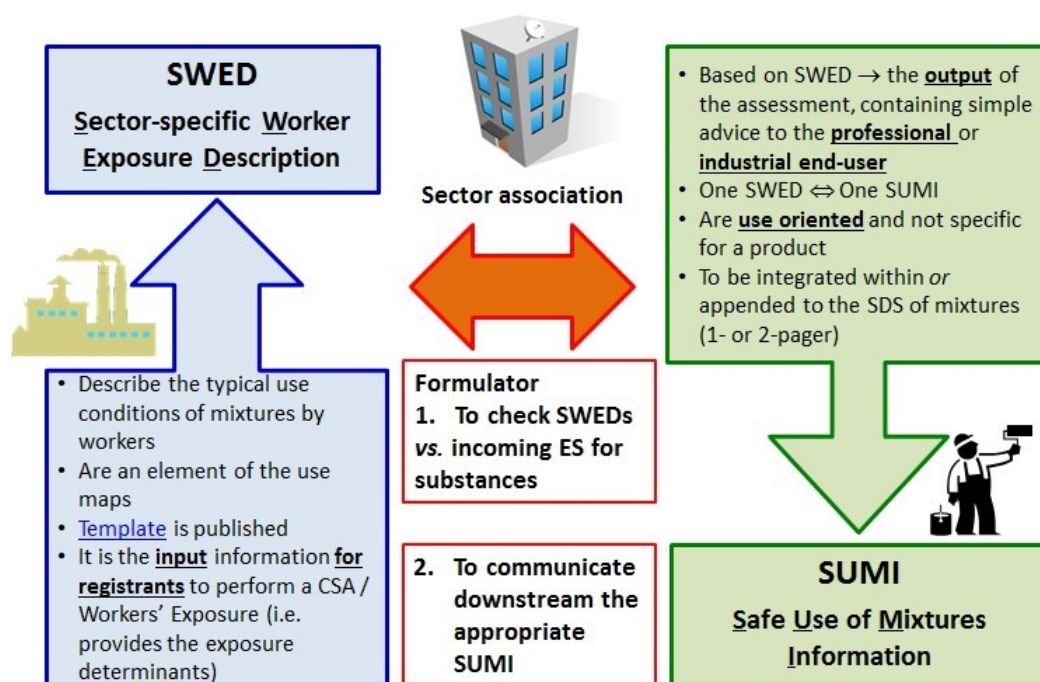 SWED
Sector-specific Worker
Exposure Description
• Describe the typical use
conditions of mixtures by
workers
• Are an element of the use
maps
• Template is published
• It is the input information for
registrants to perform a CSA /
Workers’ Exposure (i.e.
provides the exposure
determinants)
Sector association
Formulator
1. To check SWEDs
vs. incoming ES for
substances
2. To communicate
downstream the
appropriate
SUMI
• Based on SWED → the output of
the assessment, containing simple
advice to the professional or
industrial end-user
• One SWED ⇔ One SUMI
• Are use oriented and not specific
for a product
• To be integrated within or
appended to the SDS of mixtures
(1- or 2-pager)
SUMI
Safe Use of Mixtures
Information